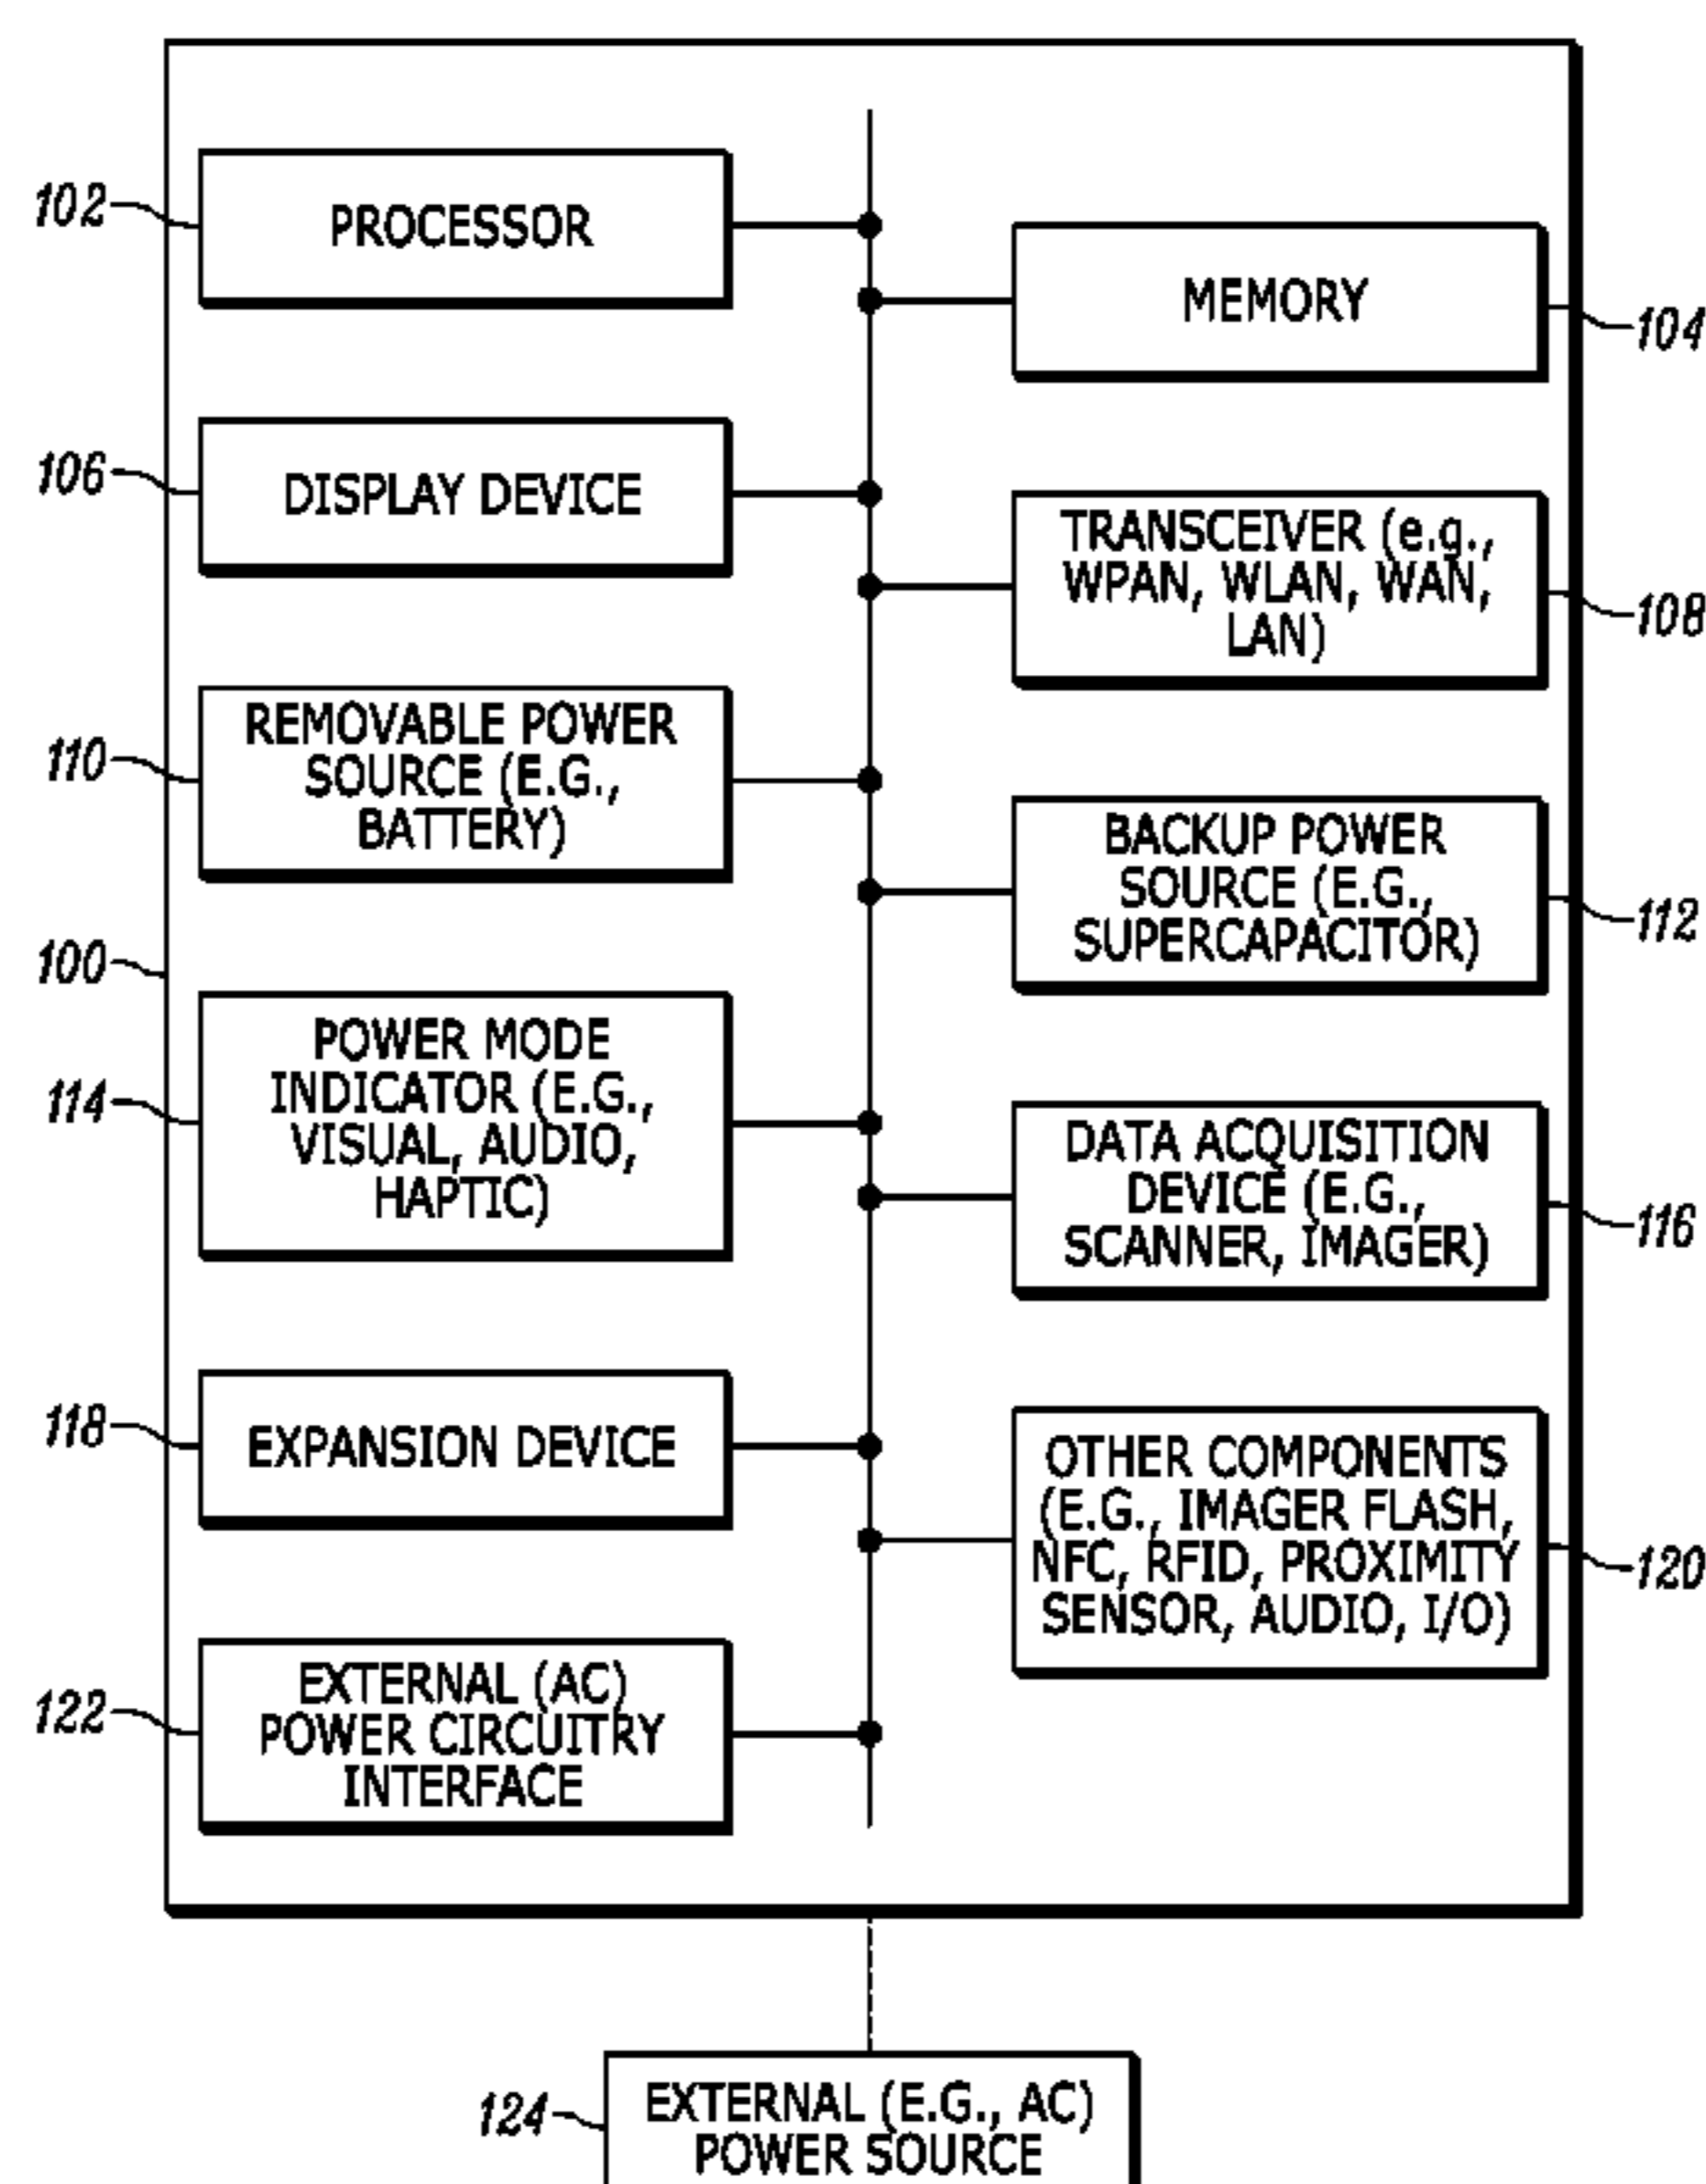 102
PROCESSOR
MEMORY
104
106
DISPLAY DEVICE
TRANSCEIVER (e.g.,
WPAN, WLAN, WAN,
LAN)
108
110
REMOVABLE POWER
SOURCE (E.G.,
BATTERY)
BACKUP POWER
SOURCE (E.G.,
SUPERCAPACITOR)
112
100
114
POWER MODE
INDICATOR (E.G.,
VISUAL, AUDIO,
HAPTIC)
DATA ACQUISITION
DEVICE (E.G.,
SCANNER, IMAGER)
116
118
EXPANSION DEVICE
OTHER COMPONENTS
(E.G., IMAGER FLASH,
NFC, RFID, PROXIMITY
SENSOR, AUDIO, I/O)
120
122
EXTERNAL (AC)
POWER CIRCUITRY
INTERFACE
124
EXTERNAL (E.G., AC)
POWER SOURCE